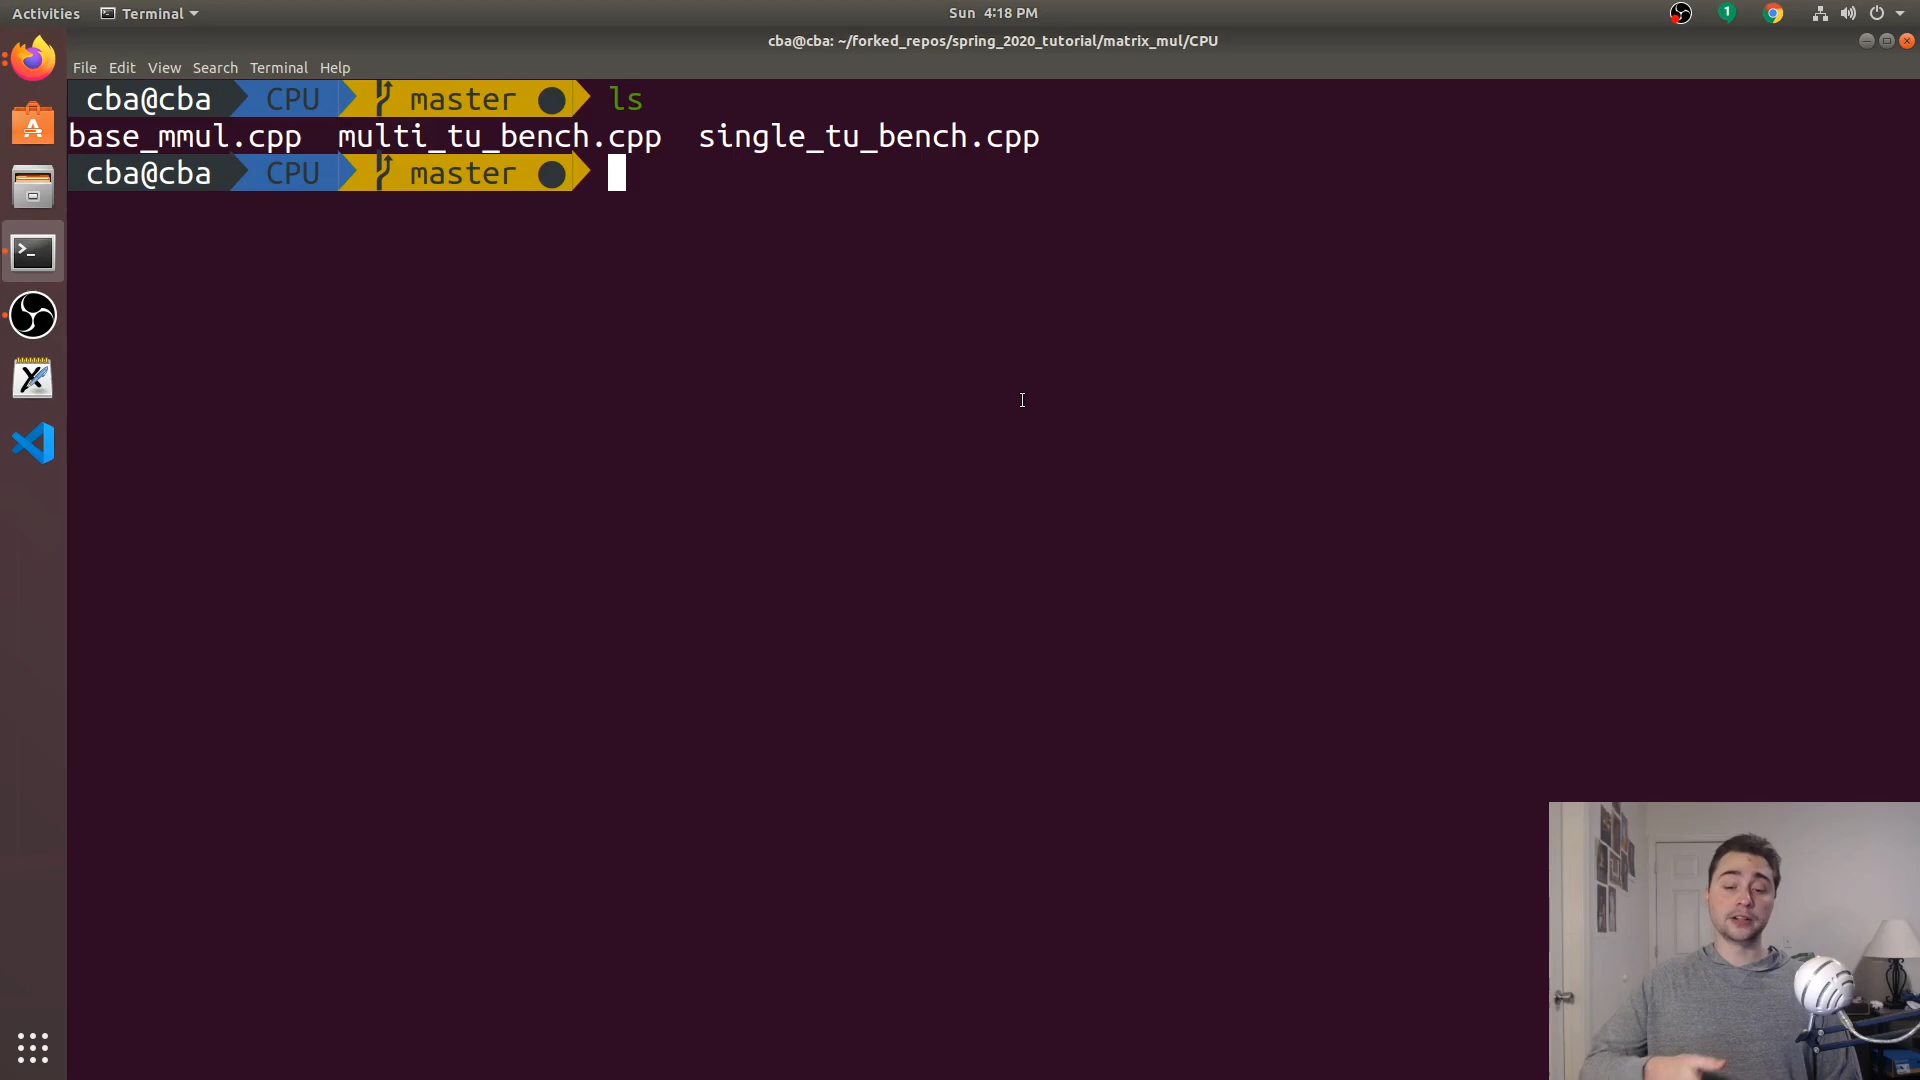 Activities Terminal Sun 4:18 PM 1
cba@cba: ~/forked_repos/spring_2020_tutorial/matrix_mul/CPU
File Edit View Search Terminal Help
cba@cba CPU master ls
base_mmul.cpp multi_tu_bench.cpp single_tu_bench.cpp
cba@cba CPU master